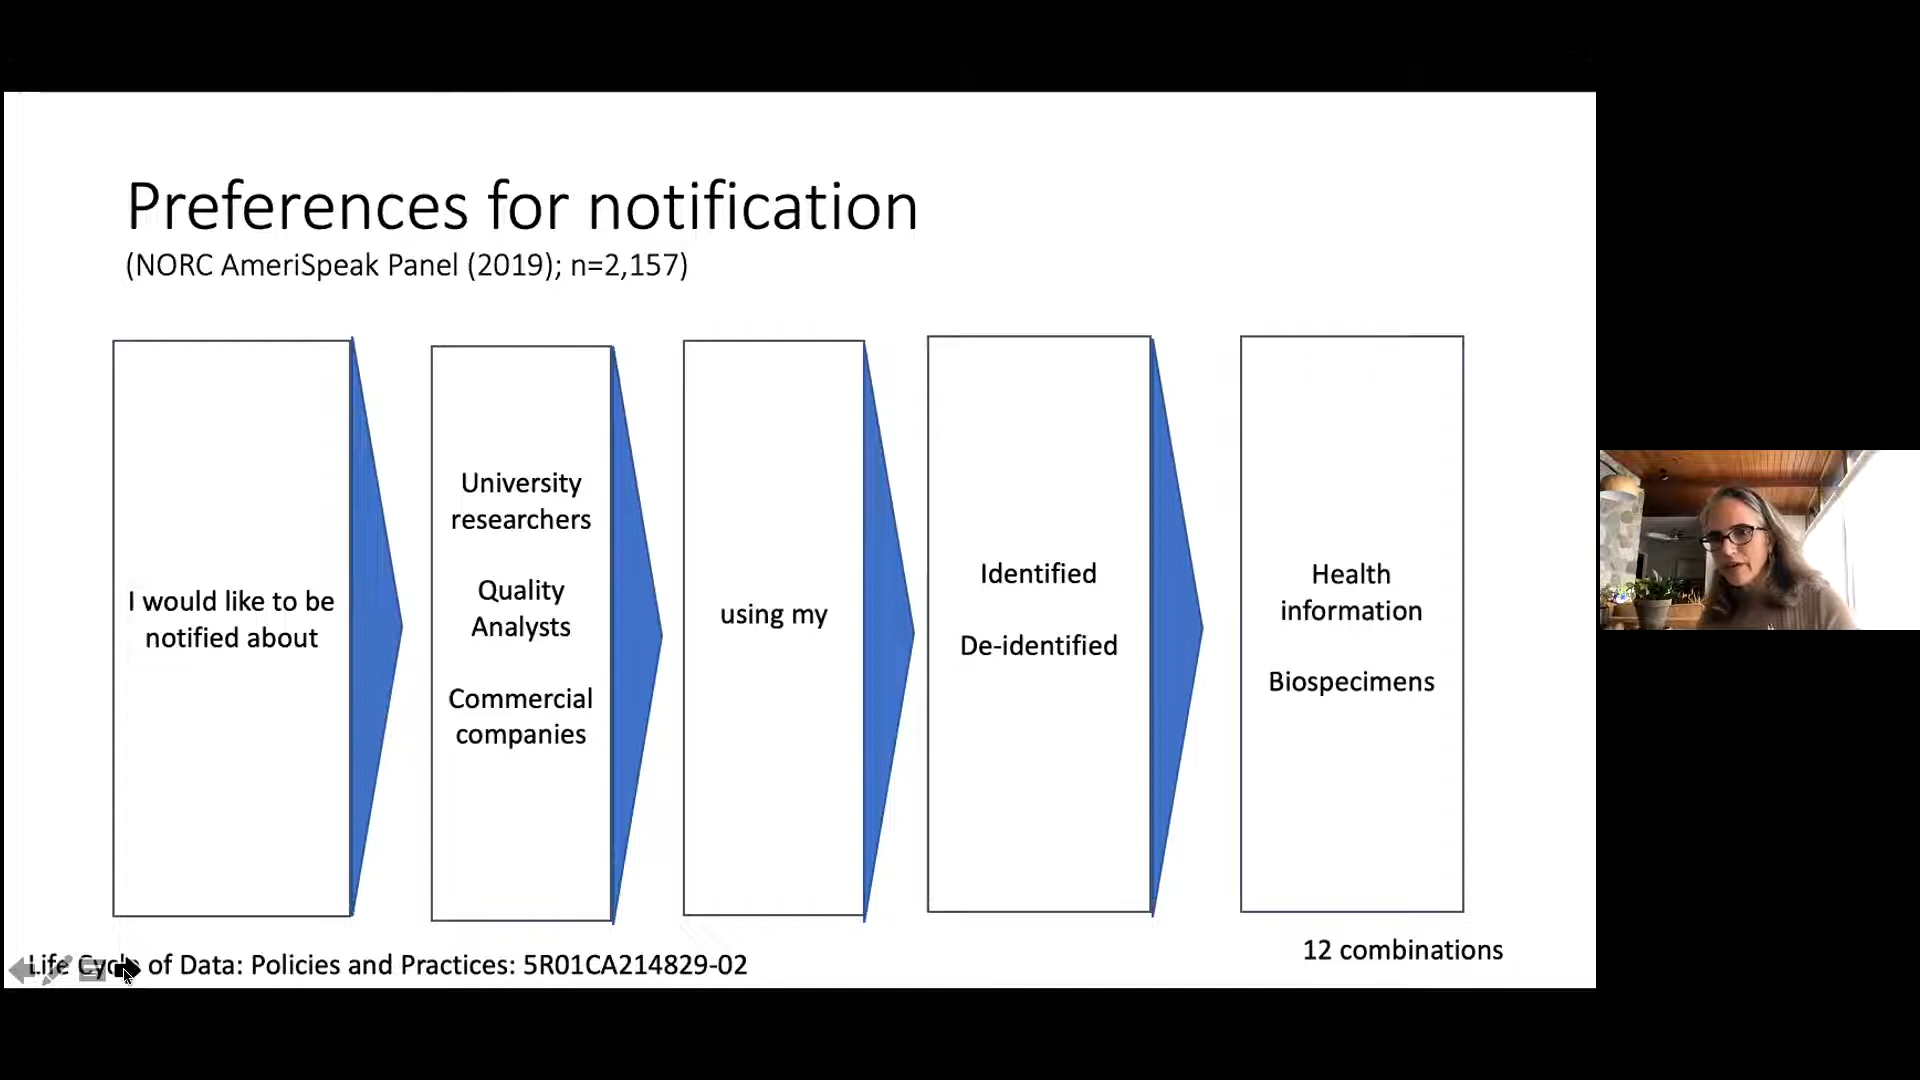 Preferences for notification
(NORC AmeriSpeak Panel (2019); n=2,157)
I would like to be
notified about
University
researchers
Quality
Analysts
Commercial
companies
using my
Identified
De-identified
Health
information
Biospecimens
12 combinations
Life Cycle of Data: Policies and Practices: 5R01CA214829-02